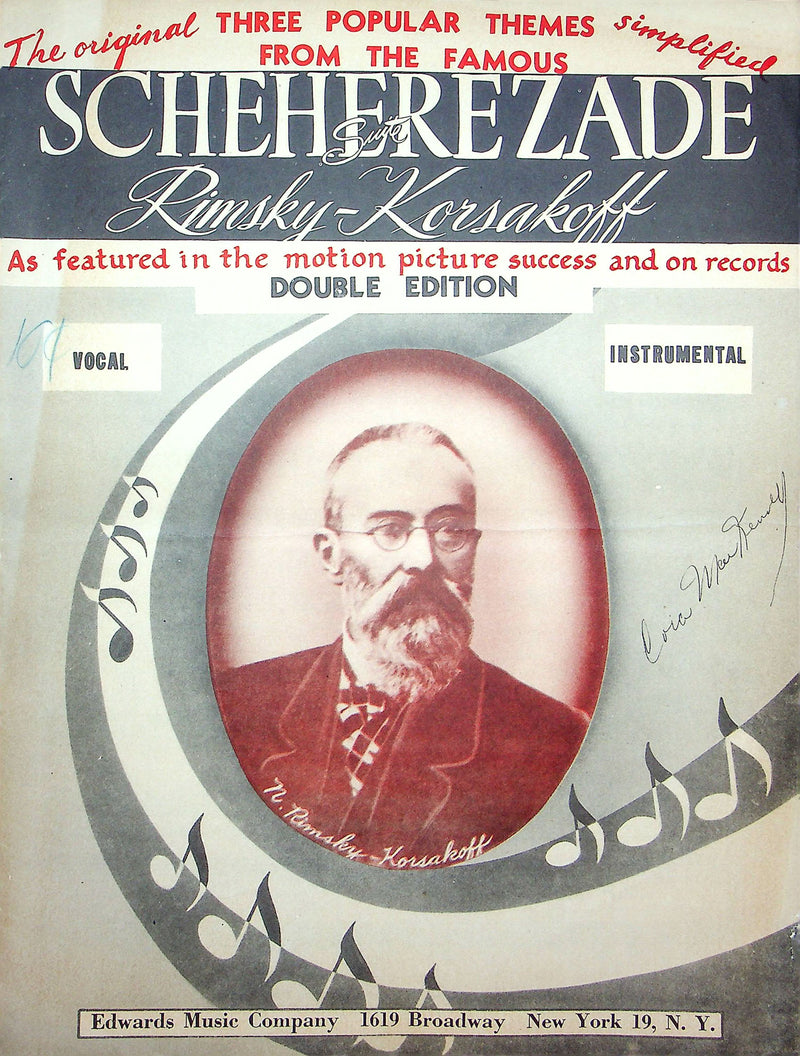 The original THREE POPULAR THEMES simplified
FROM THE FAMOUS
SCHEHEREZADE
Suite
Rimsky-Korsakoff
As featured in the motion picture success and on records
DOUBLE EDITION
VOCAL
INSTRUMENTAL
N. Rimsky-Korsakoff
Edwards Music Company 1619 Broadway New York 19, N. Y.